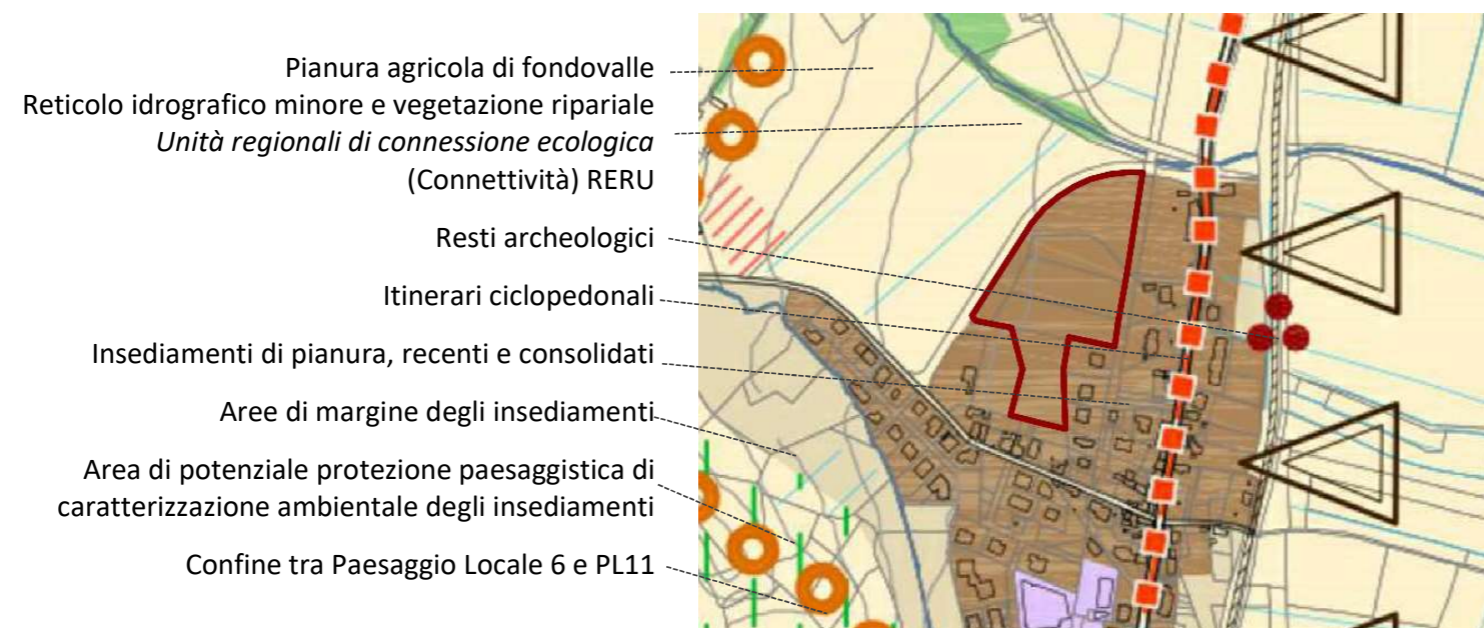 Pianura agricola di fondovalle
Reticolo idrografico minore e vegetazione ripariale
Unità regionali di connessione ecologica
(Connettività) RERU
Resti archeologici
Itinerari ciclopedonali
Insediamenti di pianura, recenti e consolidati
Aree di margine degli insediamenti
Area di potenziale protezione paesaggistica di
caratterizzazione ambientale degli insediamenti
Confine tra Paesaggio Locale 6 e PL11